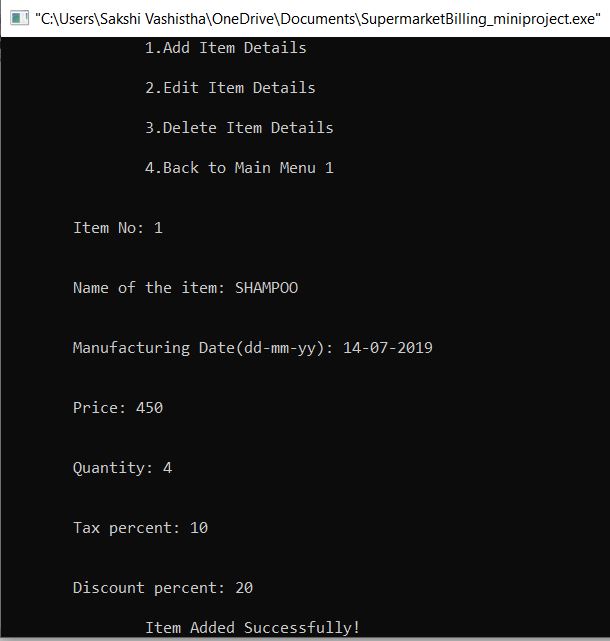 "C:\Users\Sakshi Vashistha\OneDrive\Documents\SupermarketBilling_miniproject.exe"
1.Add Item Details
2.Edit Item Details
3.Delete Item Details
4.Back to Main Menu 1
Item No: 1
Name of the item: SHAMPOO
Manufacturing Date(dd-mm-yy): 14-07-2019
Price: 450
Quantity: 4
Tax percent: 10
Discount percent: 20
Item Added Successfully!